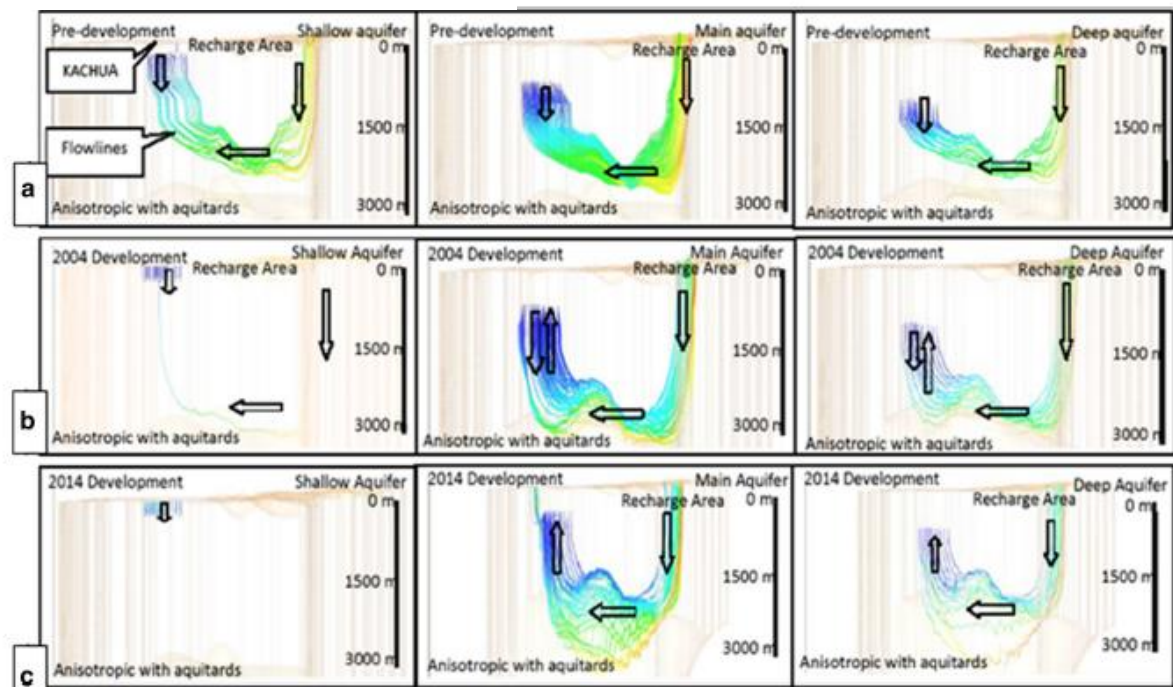 a
Pre-development
Shallow aquifer
Recharge Area
0 m
KACHUA
Flowlines
1500 m
3000 m
Anisotropic with aquitards
Pre-development
Main aquifer
Recharge Area
0 m
1500 m
3000 m
Anisotropic with aquitards
Pre-development
Deep aquifer
Recharge Area
0 m
1500 m
3000 m
Anisotropic with aquitards
b
2004 Development
Shallow Aquifer
Recharge Area
0 m
1500 m
3000 m
Anisotropic with aquitards
2004 Development
Main Aquifer
Recharge Area
0 m
1500 m
3000 m
Anisotropic with aquitards
2004 Development
Deep Aquifer
Recharge Area
0 m
1500 m
3000 m
Anisotropic with aquitards
c
2014 Development
Shallow Aquifer
0 m
1500 m
3000 m
Anisotropic with aquitards
2014 Development
Main Aquifer
Recharge Area
0 m
1500 m
3000 m
Anisotropic with aquitards
2014 Development
Deep Aquifer
Recharge Area
0 m
1500 m
3000 m
Anisotropic with aquitards